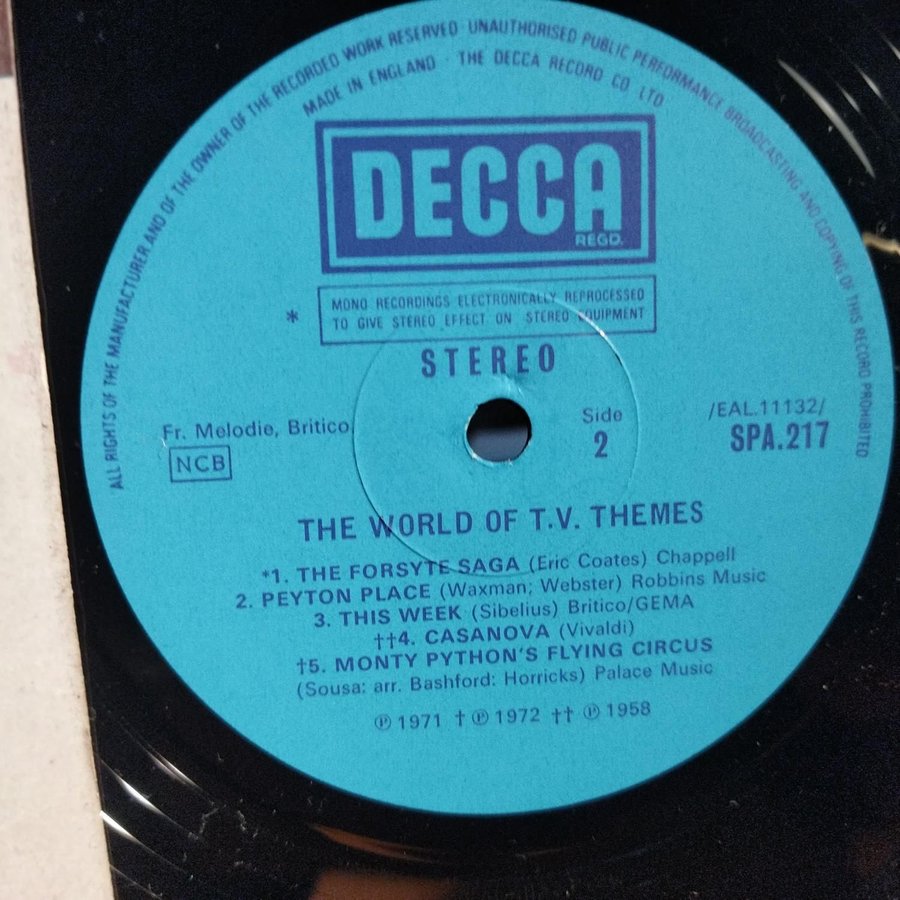 ALL RIGHTS OF THE MANUFACTURER AND OF THE OWNER OF THE RECORDED WORK RESERVED · UNAUTHORISED PUBLIC PERFORMANCE BROADCASTING AND COPYING OF THIS RECORD PROHIBITED
MADE IN ENGLAND · THE DECCA RECORD CO LTD
DECCA
REGD.
* MONO RECORDINGS ELECTRONICALLY REPROCESSED
TO GIVE STEREO EFFECT ON STEREO EQUIPMENT
STEREO
Fr. Melodie, Britico
NCB
Side
2
/EAL.11132/
SPA.217
THE WORLD OF T.V. THEMES
*1. THE FORSYTE SAGA (Eric Coates) Chappell
2. PEYTON PLACE (Waxman; Webster) Robbins Music
3. THIS WEEK (Sibelius) Britico/GEMA
††4. CASANOVA (Vivaldi)
†5. MONTY PYTHON'S FLYING CIRCUS
(Sousa: arr. Bashford: Horricks) Palace Music
℗ 1971 † ℗ 1972 †† ℗ 1958